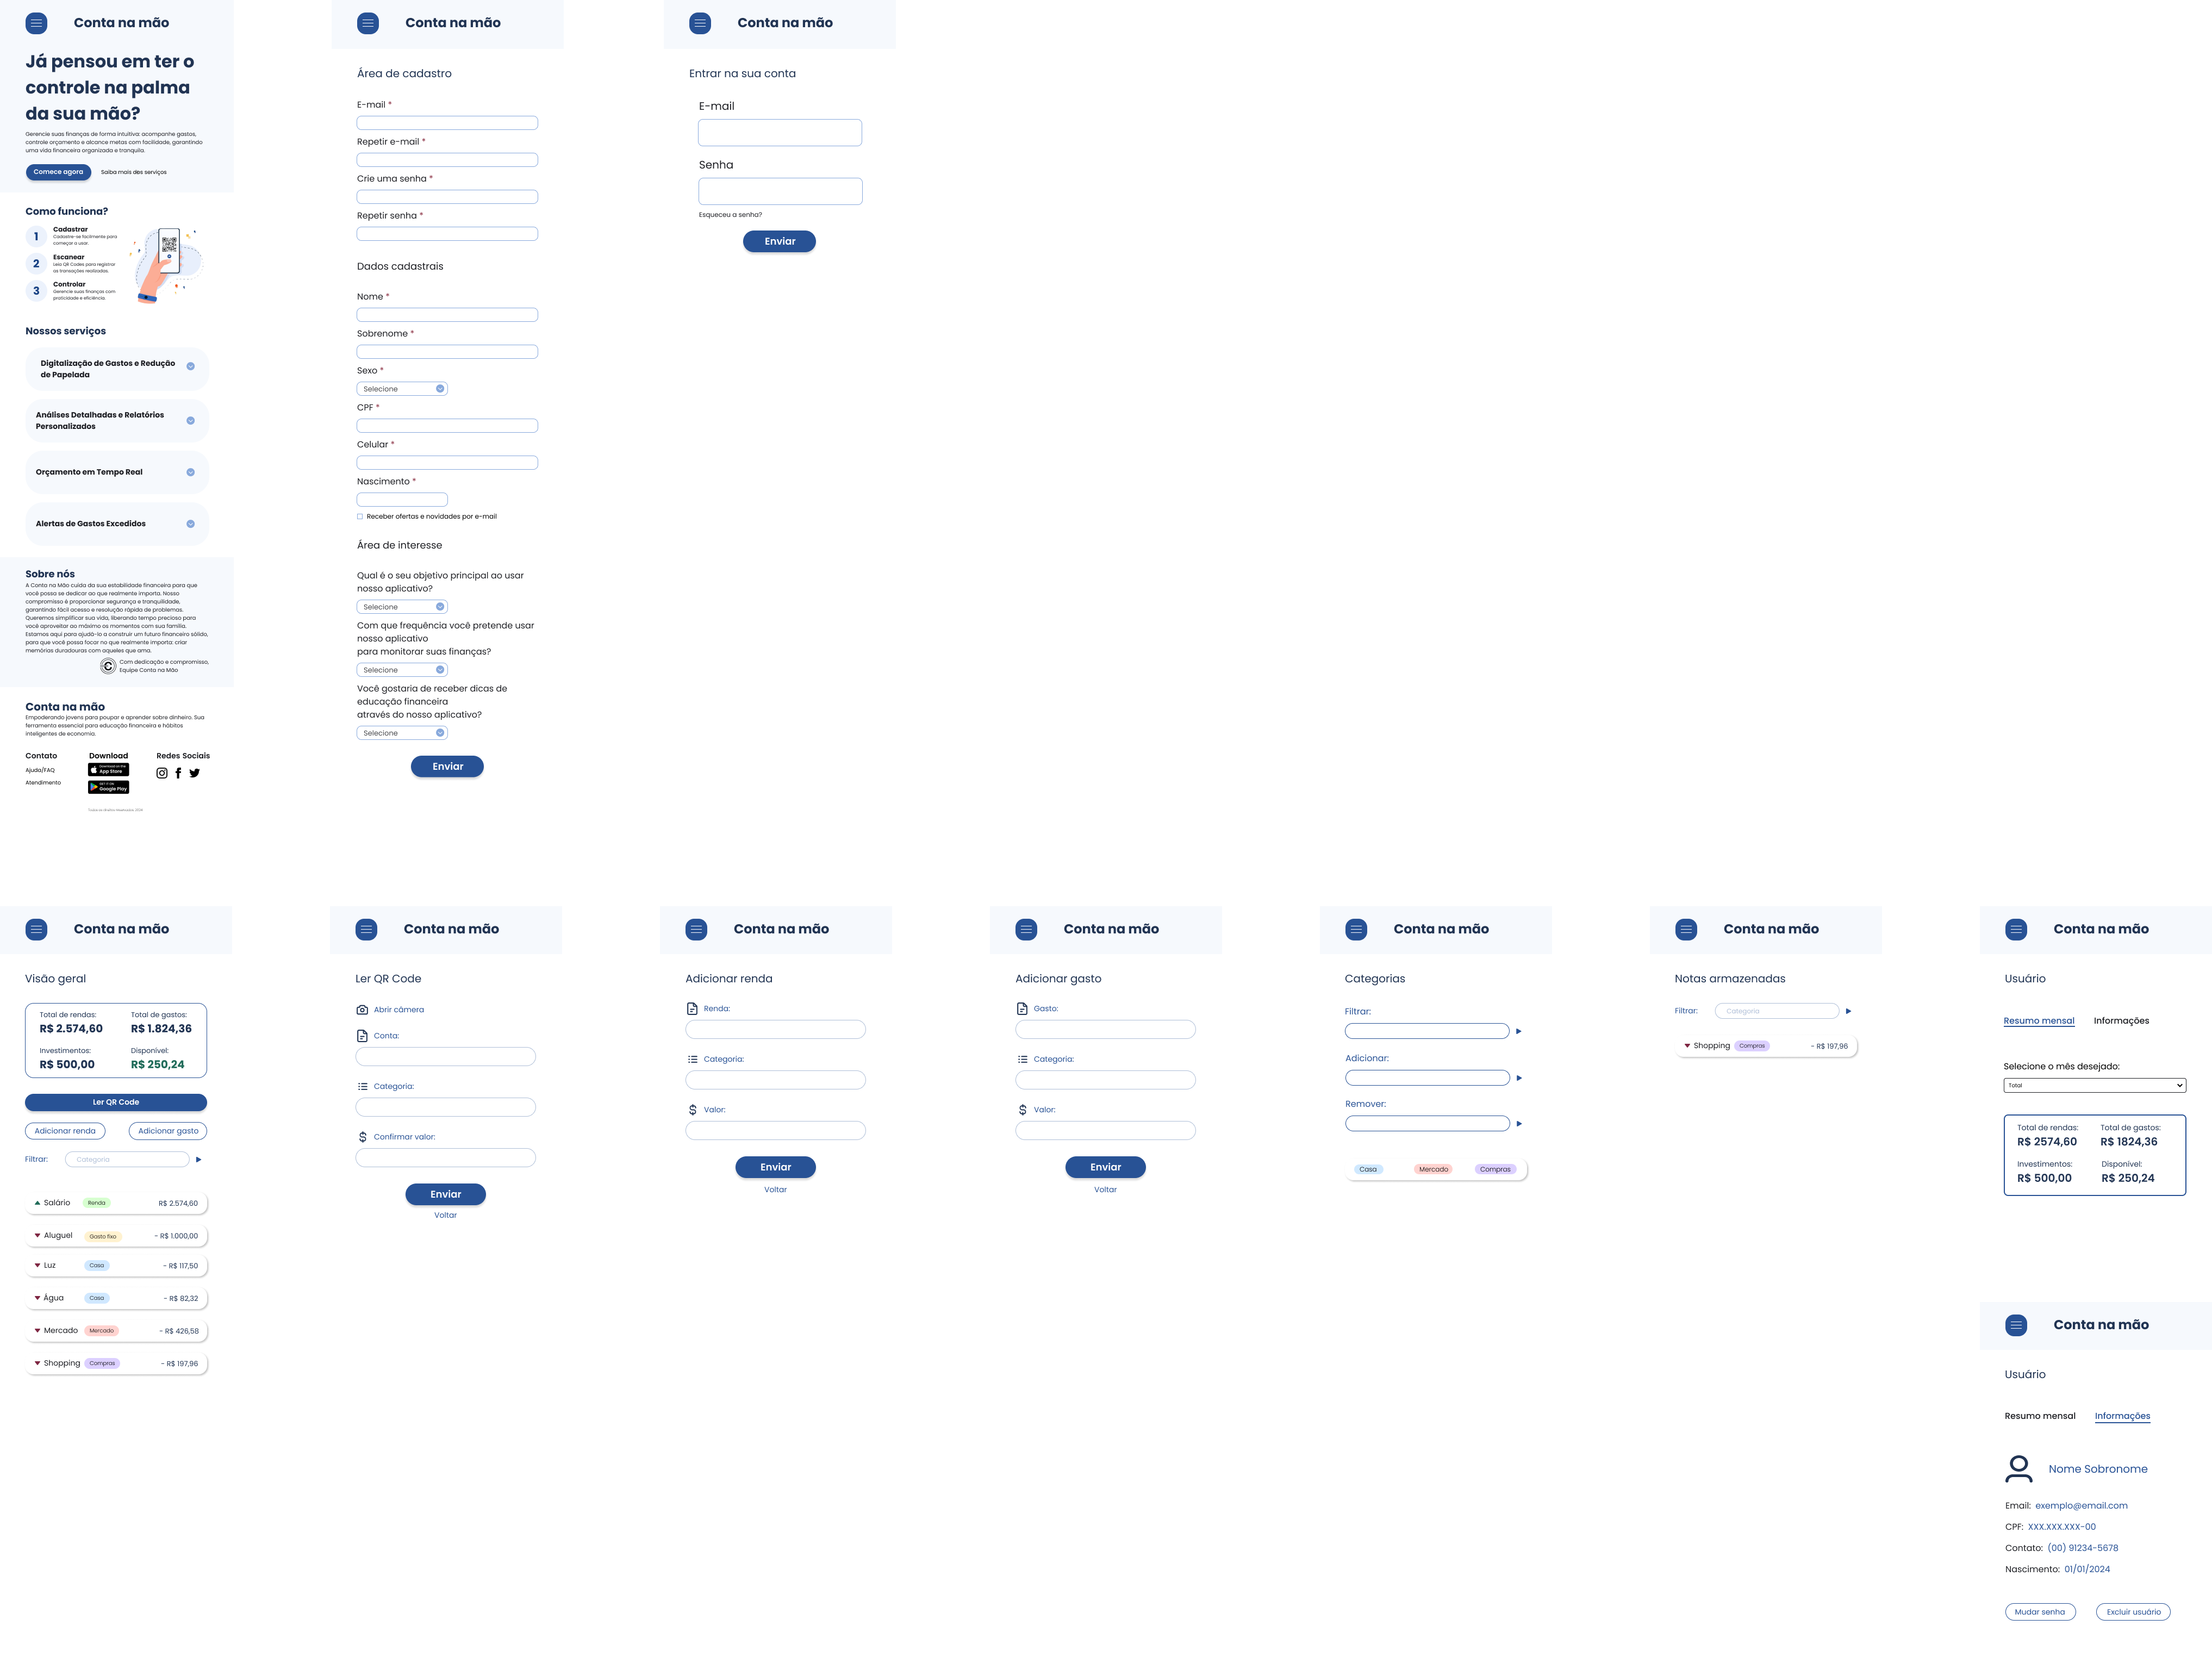 Conta na mão
Já pensou em ter o
controle na palma
da sua mão?
Gerencie suas finanças de forma intuitiva: acompanhe gastos,
controle orçamento e alcance metas com facilidade, garantindo
uma vida financeira organizada e tranquila.
Comece agora
Saiba mais dos serviços
Como funciona?
1
Cadastrar
Cadastre-se facilmente para
começar a usar.
2
Escanear
Leia QR Codes para registrar
as transações realizadas.
3
Controlar
Gerencie suas finanças com
praticidade e eficiência.
Nossos serviços
Digitalização de Gastos e Redução
de Papelada
Análises Detalhadas e Relatórios
Personalizados
Orçamento em Tempo Real
Alertas de Gastos Excedidos
Sobre nós
A Conta na Mão cuida da sua estabilidade financeira para que
você possa se dedicar ao que realmente importa. Nosso
compromisso é proporcionar segurança e tranquilidade,
garantindo fácil acesso e resolução rápida de problemas.
Queremos simplificar sua vida, liberando tempo precioso para
você aproveitar ao máximo os momentos com sua família.
Estamos aqui para ajudá-lo a construir um futuro financeiro sólido,
para que você possa focar no que realmente importa: criar
memórias duradouras com aqueles que ama.
Com dedicação e compromisso,
Equipe Conta na Mão
Conta na mão
Empoderando jovens para poupar e aprender sobre dinheiro. Sua
ferramenta essencial para educação financeira e hábitos
inteligentes de economia.
Contato
Ajuda/FAQ
Atendimento
Download
Download on the
App Store
GET IT ON
Google Play
Redes Sociais
Todos os direitos reservados 2024
Conta na mão
Área de cadastro
E-mail *
Repetir e-mail *
Crie uma senha *
Repetir senha *
Dados cadastrais
Nome *
Sobrenome *
Sexo *
Selecione
CPF *
Celular *
Nascimento *
Receber ofertas e novidades por e-mail
Área de interesse
Qual é o seu objetivo principal ao usar
nosso aplicativo?
Selecione
Com que frequência você pretende usar
nosso aplicativo
para monitorar suas finanças?
Selecione
Você gostaria de receber dicas de
educação financeira
através do nosso aplicativo?
Selecione
Enviar
Conta na mão
Entrar na sua conta
E-mail
Senha
Esqueceu a senha?
Enviar
Conta na mão
Visão geral
Total de rendas:
R$ 2.574,60
Total de gastos:
R$ 1.824,36
Investimentos:
R$ 500,00
Disponível:
R$ 250,24
Ler QR Code
Adicionar renda
Adicionar gasto
Filtrar:
Categoria
Salário Renda R$ 2.574,60
Aluguel Gasto fixo - R$ 1.000,00
Luz Casa - R$ 117,50
Água Casa - R$ 82,32
Mercado Mercado - R$ 426,58
Shopping Compras - R$ 197,96
Conta na mão
Ler QR Code
Abrir câmera
Conta:
Categoria:
Confirmar valor:
Enviar
Voltar
Conta na mão
Adicionar renda
Renda:
Categoria:
Valor:
Enviar
Voltar
Conta na mão
Adicionar gasto
Gasto:
Categoria:
Valor:
Enviar
Voltar
Conta na mão
Categorias
Filtrar:
Adicionar:
Remover:
Casa Mercado Compras
Conta na mão
Notas armazenadas
Filtrar:
Categoria
Shopping Compras - R$ 197,96
Conta na mão
Usuário
Resumo mensal Informações
Selecione o mês desejado:
Total
Total de rendas:
R$ 2574,60
Total de gastos:
R$ 1824,36
Investimentos:
R$ 500,00
Disponível:
R$ 250,24
Conta na mão
Usuário
Resumo mensal Informações
Nome Sobronome
Email: exemplo@email.com
CPF: XXX.XXX.XXX-00
Contato: (00) 91234-5678
Nascimento: 01/01/2024
Mudar senha
Excluir usuário